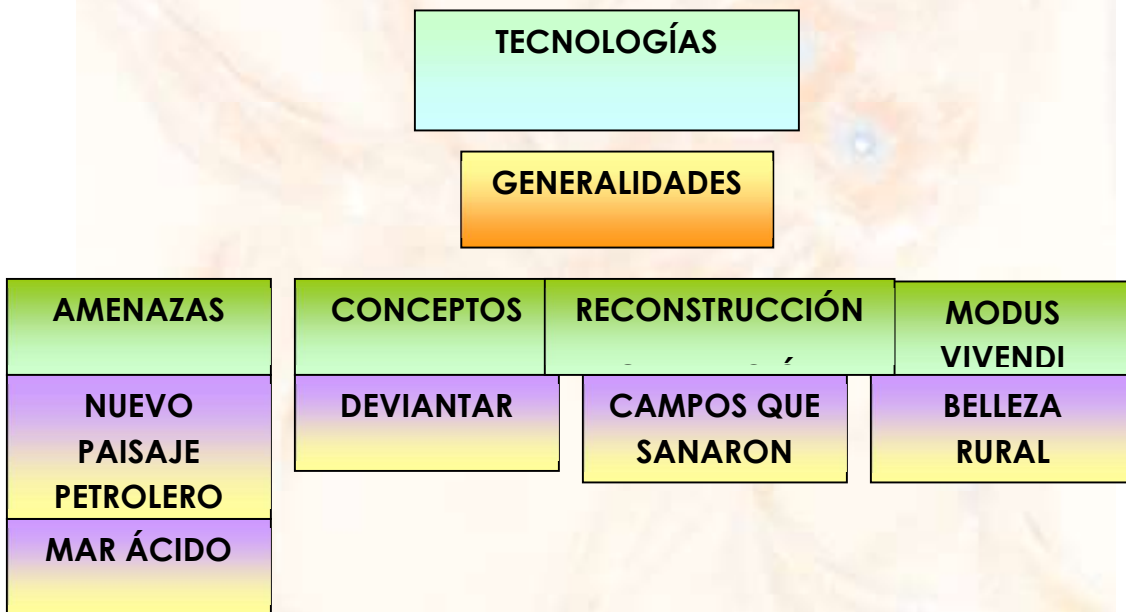 TECNOLOGÍAS
GENERALIDADES
AMENAZAS
CONCEPTOS
RECONSTRUCCIÓN
MODUS
VIVENDI
NUEVO
PAISAJE
PETROLERO
DEVIANTAR
CAMPOS QUE
SANARON
BELLEZA
RURAL
MAR ÁCIDO